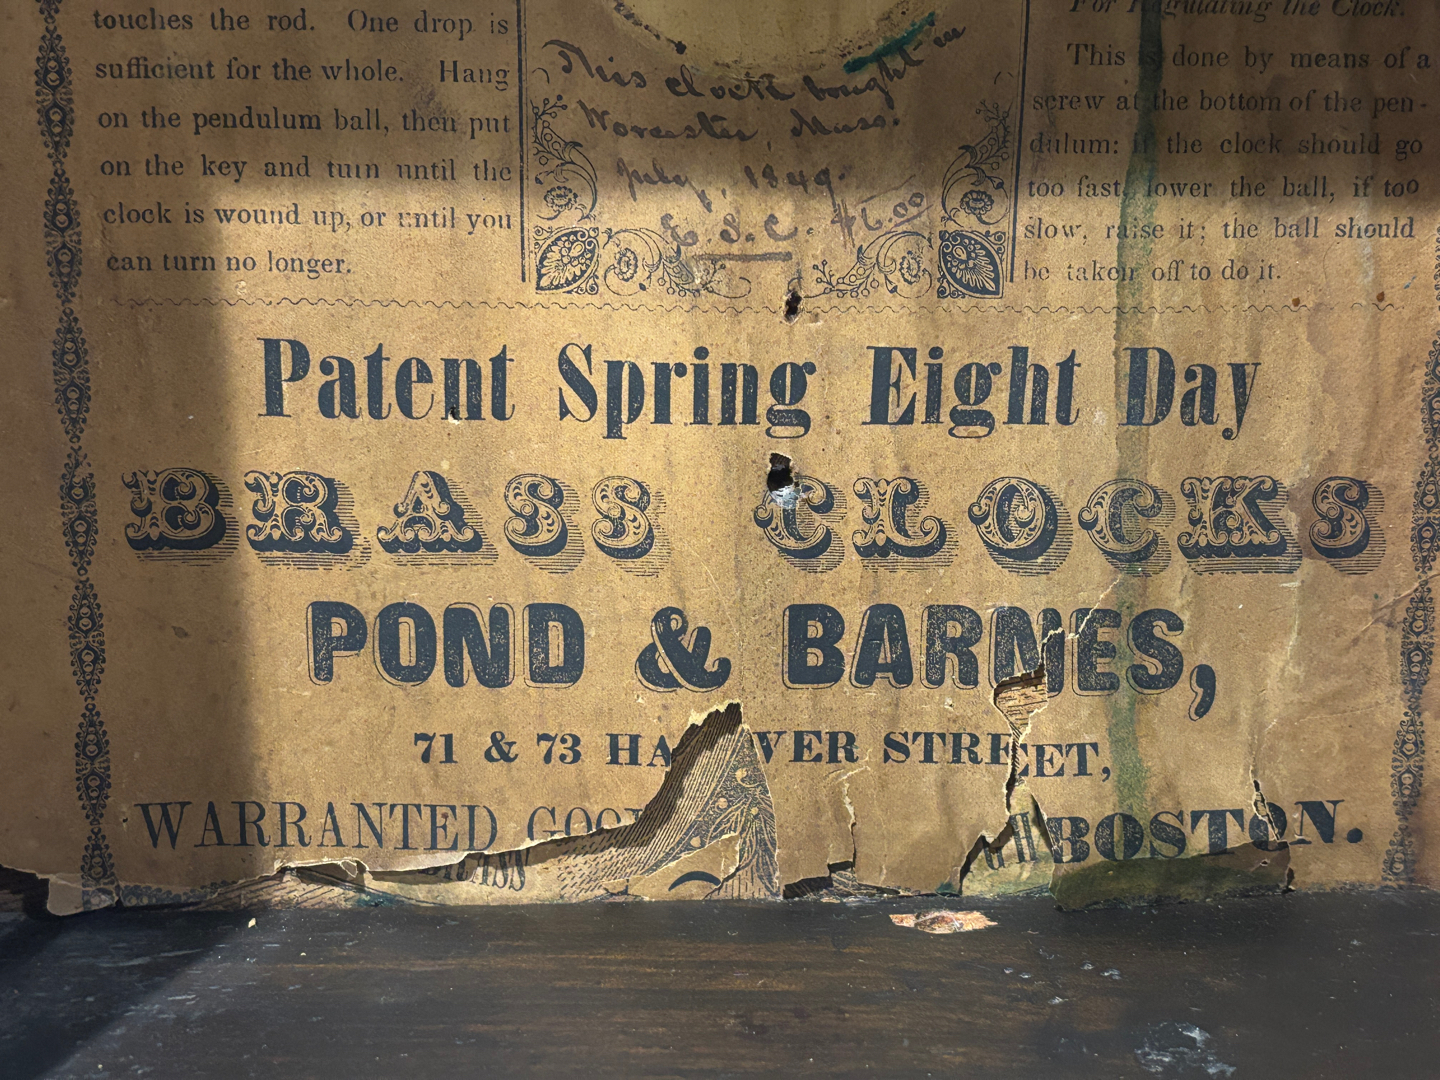 touches the rod. One drop is
sufficient for the whole. Hang
on the pendulum ball, then put
on the key and turn until the
clock is wound up, or until you
can turn no longer.
This clock bought in
Worcester, Mass.
July, 1849.
E. S. C. $6.00
For Regulating the Clock.
This is done by means of a
screw at the bottom of the pen-
dulum: if the clock should go
too fast, lower the ball, if too
slow, raise it; the ball should
be taken off to do it.
Patent Spring Eight Day
BRASS CLOCKS
POND & BARNES,
71 & 73 HA VER STREET,
WARRANTED GOO BOSTON.
BRASS